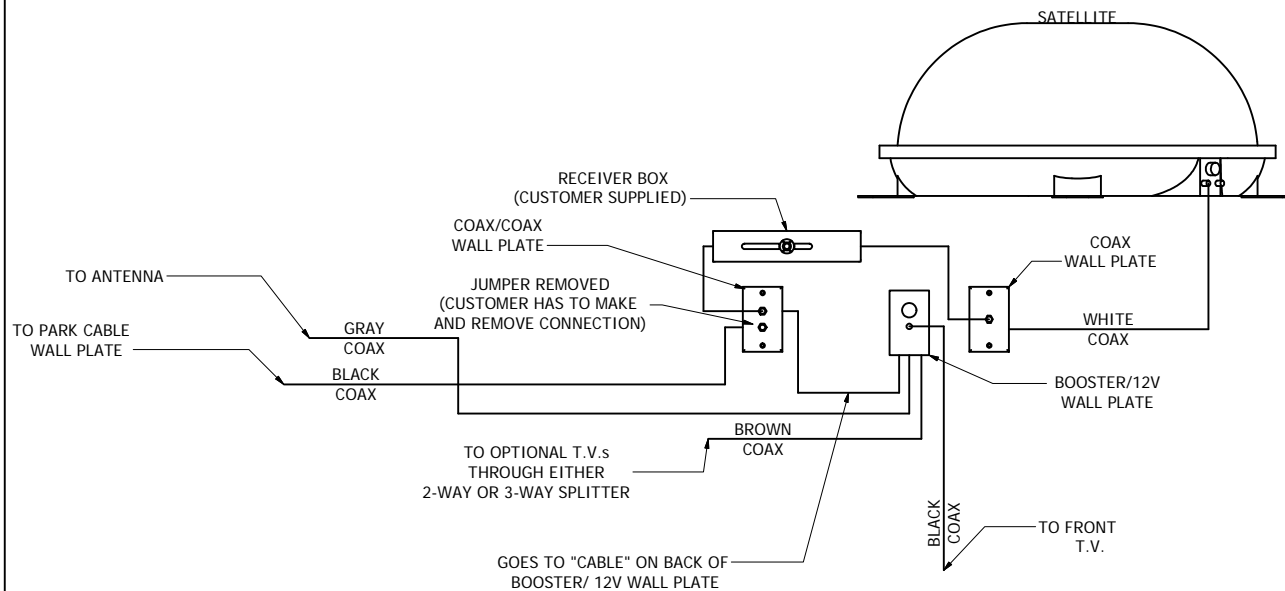 SATELLITE
RECEIVER BOX
(CUSTOMER SUPPLIED)
COAX/COAX
WALL PLATE
COAX
WALL PLATE
TO ANTENNA
JUMPER REMOVED
(CUSTOMER HAS TO MAKE
AND REMOVE CONNECTION)
TO PARK CABLE
WALL PLATE
GRAY
COAX
WHITE
COAX
BLACK
COAX
BOOSTER/12V
WALL PLATE
BROWN
COAX
TO OPTIONAL T.V.s
THROUGH EITHER
2-WAY OR 3-WAY SPLITTER
BLACK
COAX
TO FRONT
T.V.
GOES TO "CABLE" ON BACK OF
BOOSTER/ 12V WALL PLATE